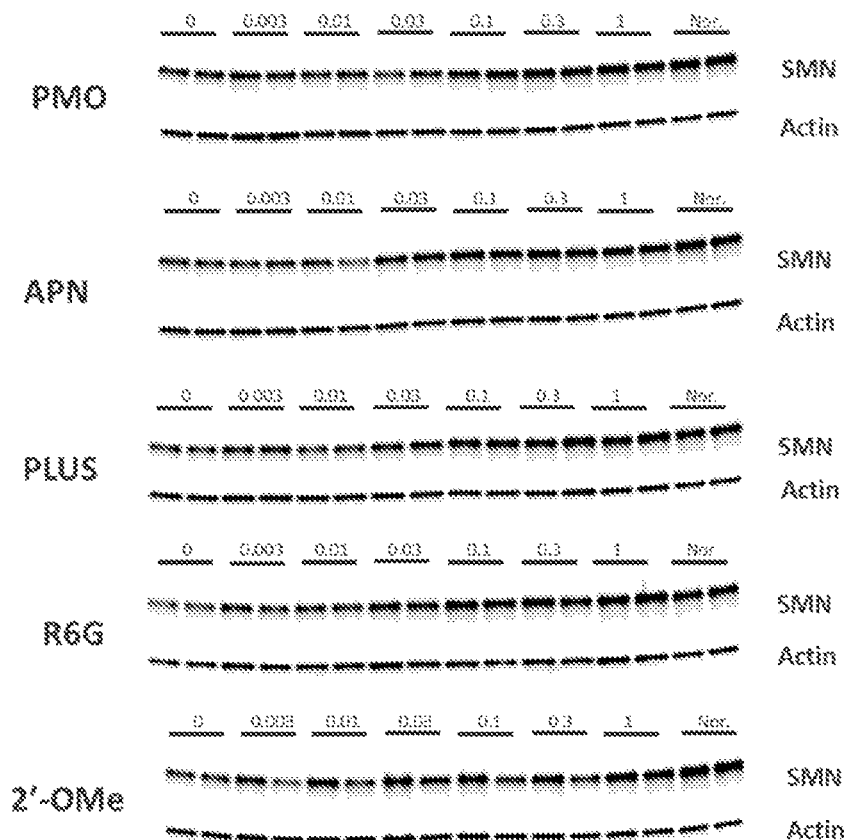 0 0.003 0.01 0.03 0.1 0.3 1 Nor.
SMN
PMO
Actin
0 0.003 0.01 0.03 0.1 0.3 1 Nor.
SMN
APN
Actin
0 0.003 0.01 0.03 0.1 0.3 1 Nor.
SMN
PLUS
Actin
0 0.003 0.01 0.03 0.1 0.3 1 Nor
SMN
R6G
Actin
0 0.003 0.01 0.03 0.1 0.3 1 Nor.
SMN
2'-OMe
Actin